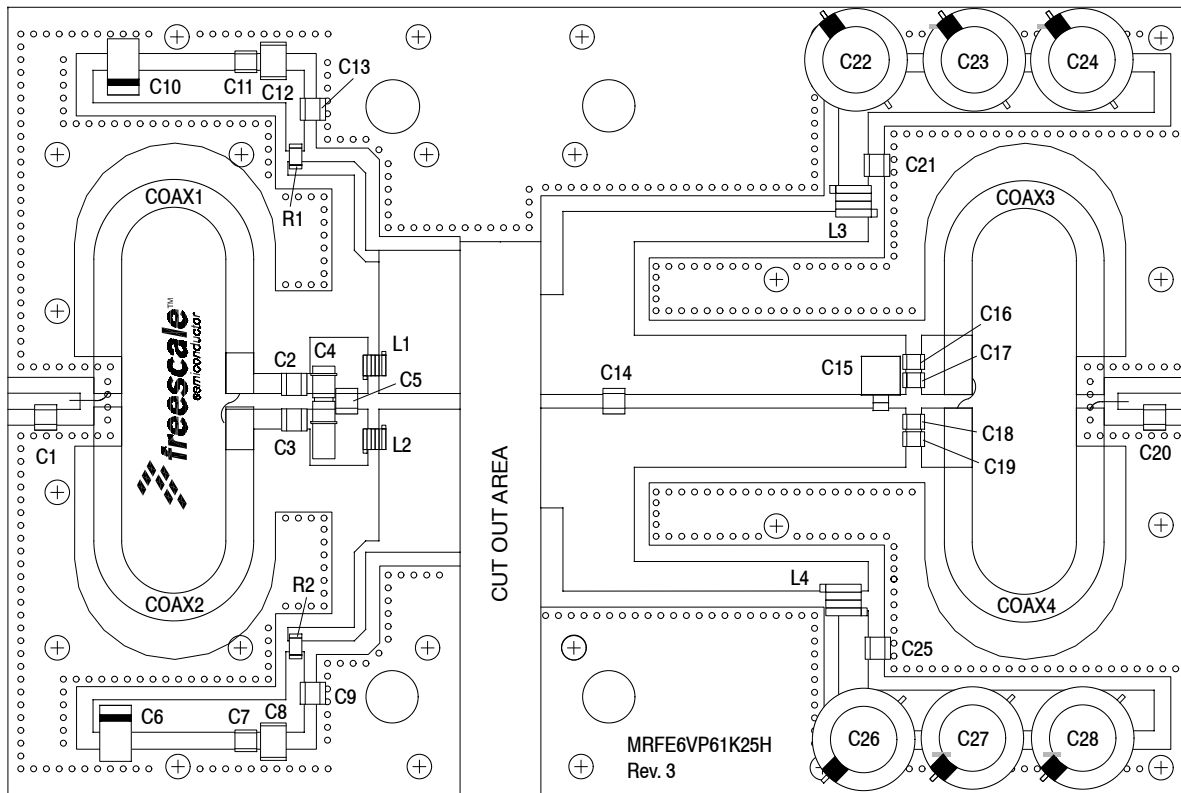 C22
C23
C24
C10
C11
C12
C13
C21
R1
COAX1
COAX3
L3
freescale™
semiconductor
C2
C4
L1
C5
C14
C15
C16
C17
C1
C3
L2
C18
C19
C20
CUT OUT AREA
COAX2
R2
L4
COAX4
C25
C6
C7
C8
C9
MRFE6VP61K25H
Rev. 3
C26
C27
C28